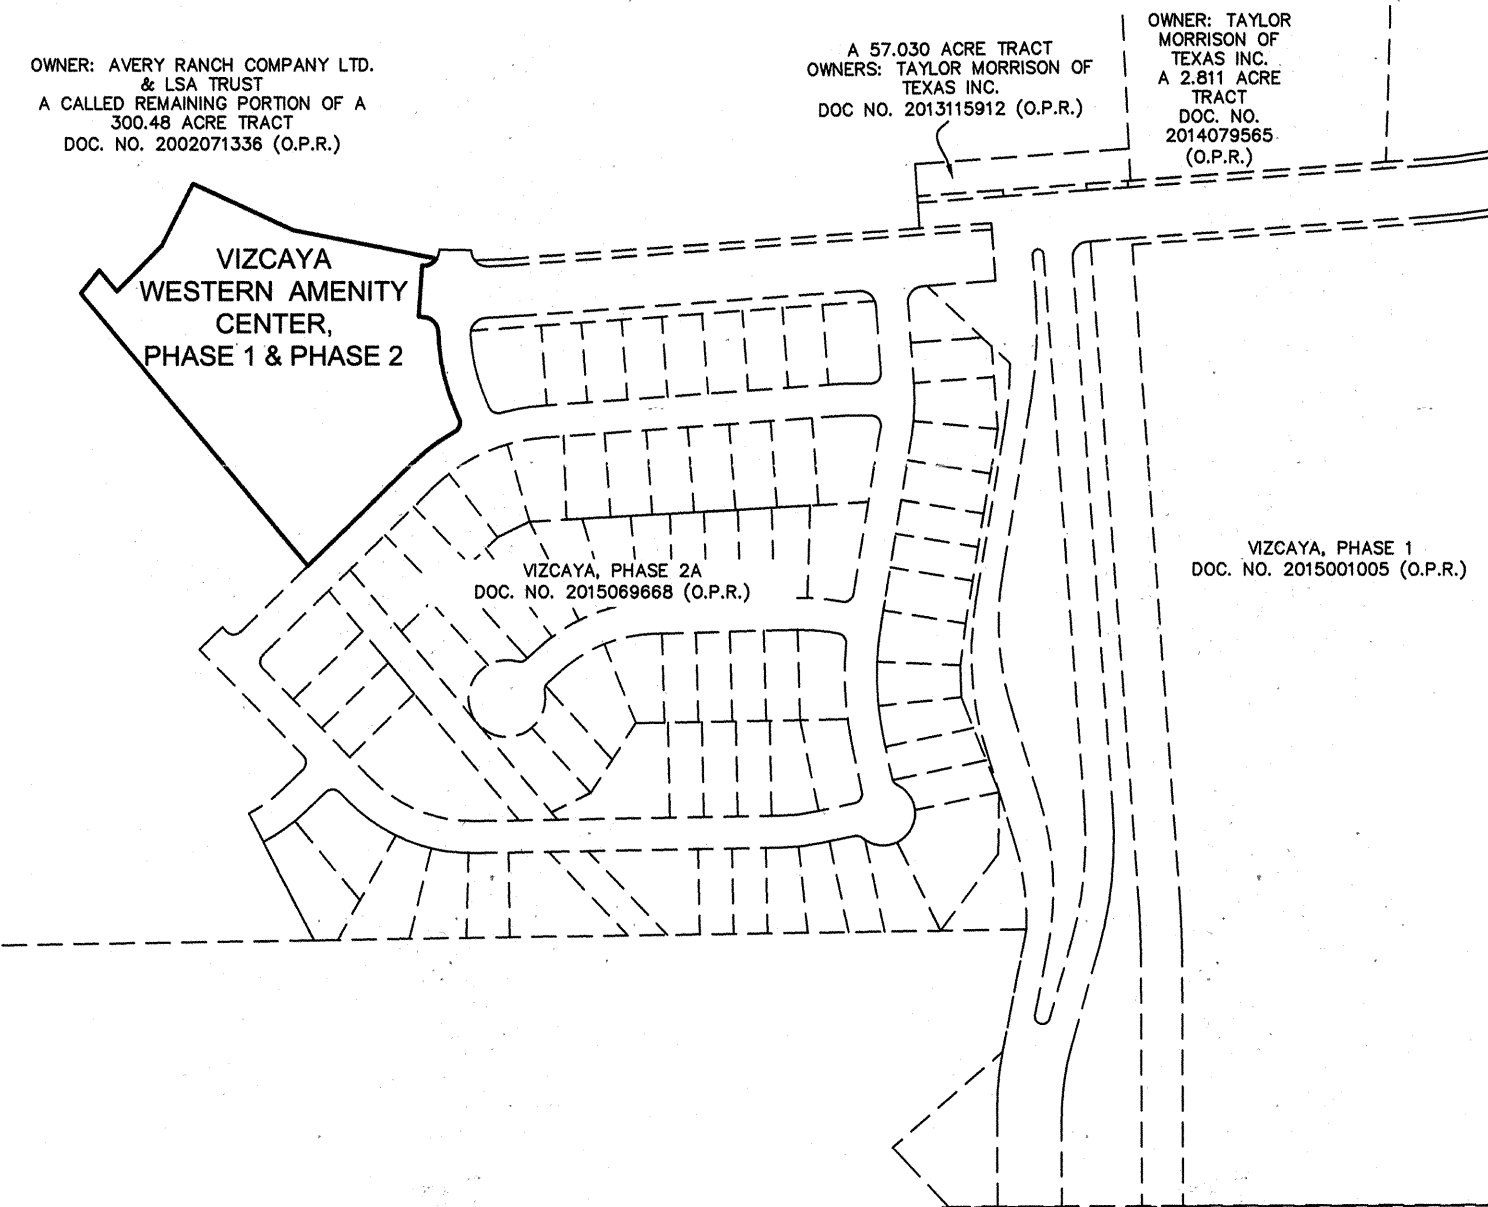 OWNER: AVERY RANCH COMPANY LTD.
& LSA TRUST
A CALLED REMAINING PORTION OF A
300.48 ACRE TRACT
DOC. NO. 2002071336 (O.P.R.)
A 57.030 ACRE TRACT
OWNERS: TAYLOR MORRISON OF
TEXAS INC.
DOC NO. 2013115912 (O.P.R.)
OWNER: TAYLOR
MORRISON OF
TEXAS INC.
A 2.811 ACRE
TRACT
DOC. NO.
2014079565
(O.P.R.)
VIZCAYA
WESTERN AMENITY
CENTER,
PHASE 1 & PHASE 2
VIZCAYA, PHASE 2A
DOC. NO. 2015069668 (O.P.R.)
VIZCAYA, PHASE 1
DOC. NO. 2015001005 (O.P.R.)